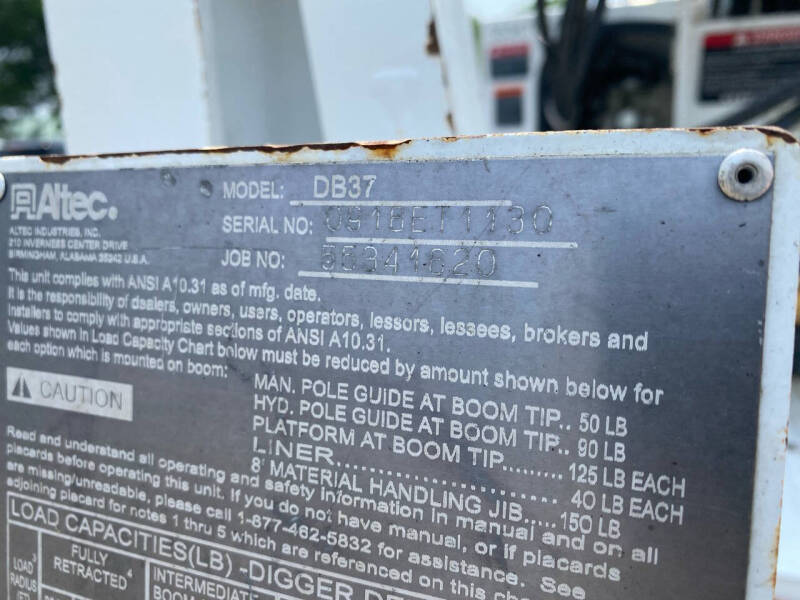 Altec.
ALTEC INDUSTRIES, INC.
210 INVERNESS CENTER DRIVE
BIRMINGHAM, ALABAMA 35242 U.S.A.
MODEL: DB37
SERIAL NO: 0916ET1130
JOB NO: 55341620
This unit complies with ANSI A10.31 as of mfg. date.
It is the responsibility of dealers, owners, users, operators, lessors, lessees, brokers and
installers to comply with appropriate sections of ANSI A10.31.
Values shown in Load Capacity Chart below must be reduced by amount shown below for
each option which is mounted on boom:
CAUTION
MAN. POLE GUIDE AT BOOM TIP.. 50 LB
HYD. POLE GUIDE AT BOOM TIP.. 90 LB
PLATFORM AT BOOM TIP......... 125 LB EACH
LINER........................ 40 LB EACH
8' MATERIAL HANDLING JIB..... 150 LB
Read and understand all operating and safety information in manual and on all
placards before operating this unit. If you do not have manual, or if placards
are missing/unreadable, please call 1-877-462-5832 for assistance. See
adjoining placard for notes 1 thru 5 which are referenced on this
LOAD CAPACITIES(LB) -DIGGER
LOAD³
RADIUS
(FT)
FULLY
RETRACTED⁴
INTERMEDIATE
BOOM